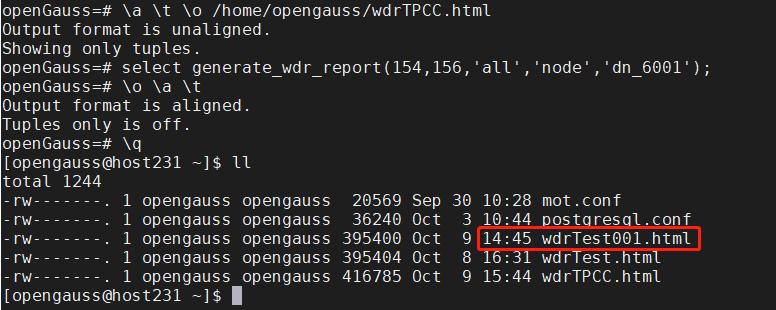 openGauss=# \a \t \o /home/opengauss/wdrTPCC.html
Output format is unaligned.
Showing only tuples.
openGauss=# select generate_wdr_report(154,156,'all','node','dn_6001');
openGauss=# \o \a \t
Output format is aligned.
Tuples only is off.
openGauss=# \q
[opengauss@host231 ~]$ ll
total 1244
-rw-------. 1 opengauss opengauss  20569 Sep 30 10:28 mot.conf
-rw-------. 1 opengauss opengauss  36240 Oct  3 10:44 postgresql.conf
-rw-------. 1 opengauss opengauss 395400 Oct  9 14:45 wdrTest001.html
-rw-------. 1 opengauss opengauss 395404 Oct  8 16:31 wdrTest.html
-rw-------. 1 opengauss opengauss 416785 Oct  9 15:44 wdrTPCC.html
[opengauss@host231 ~]$